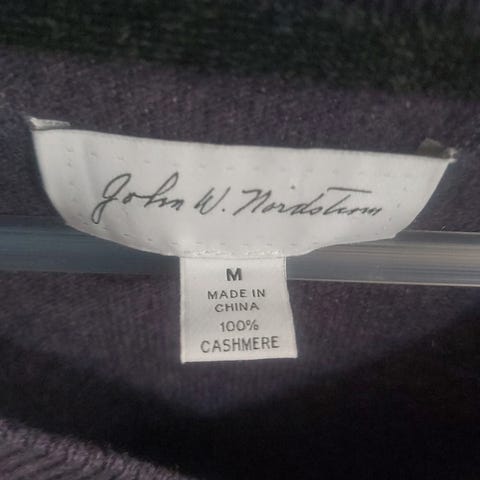 John W. Nordstrom
M
MADE IN
CHINA
100%
CASHMERE